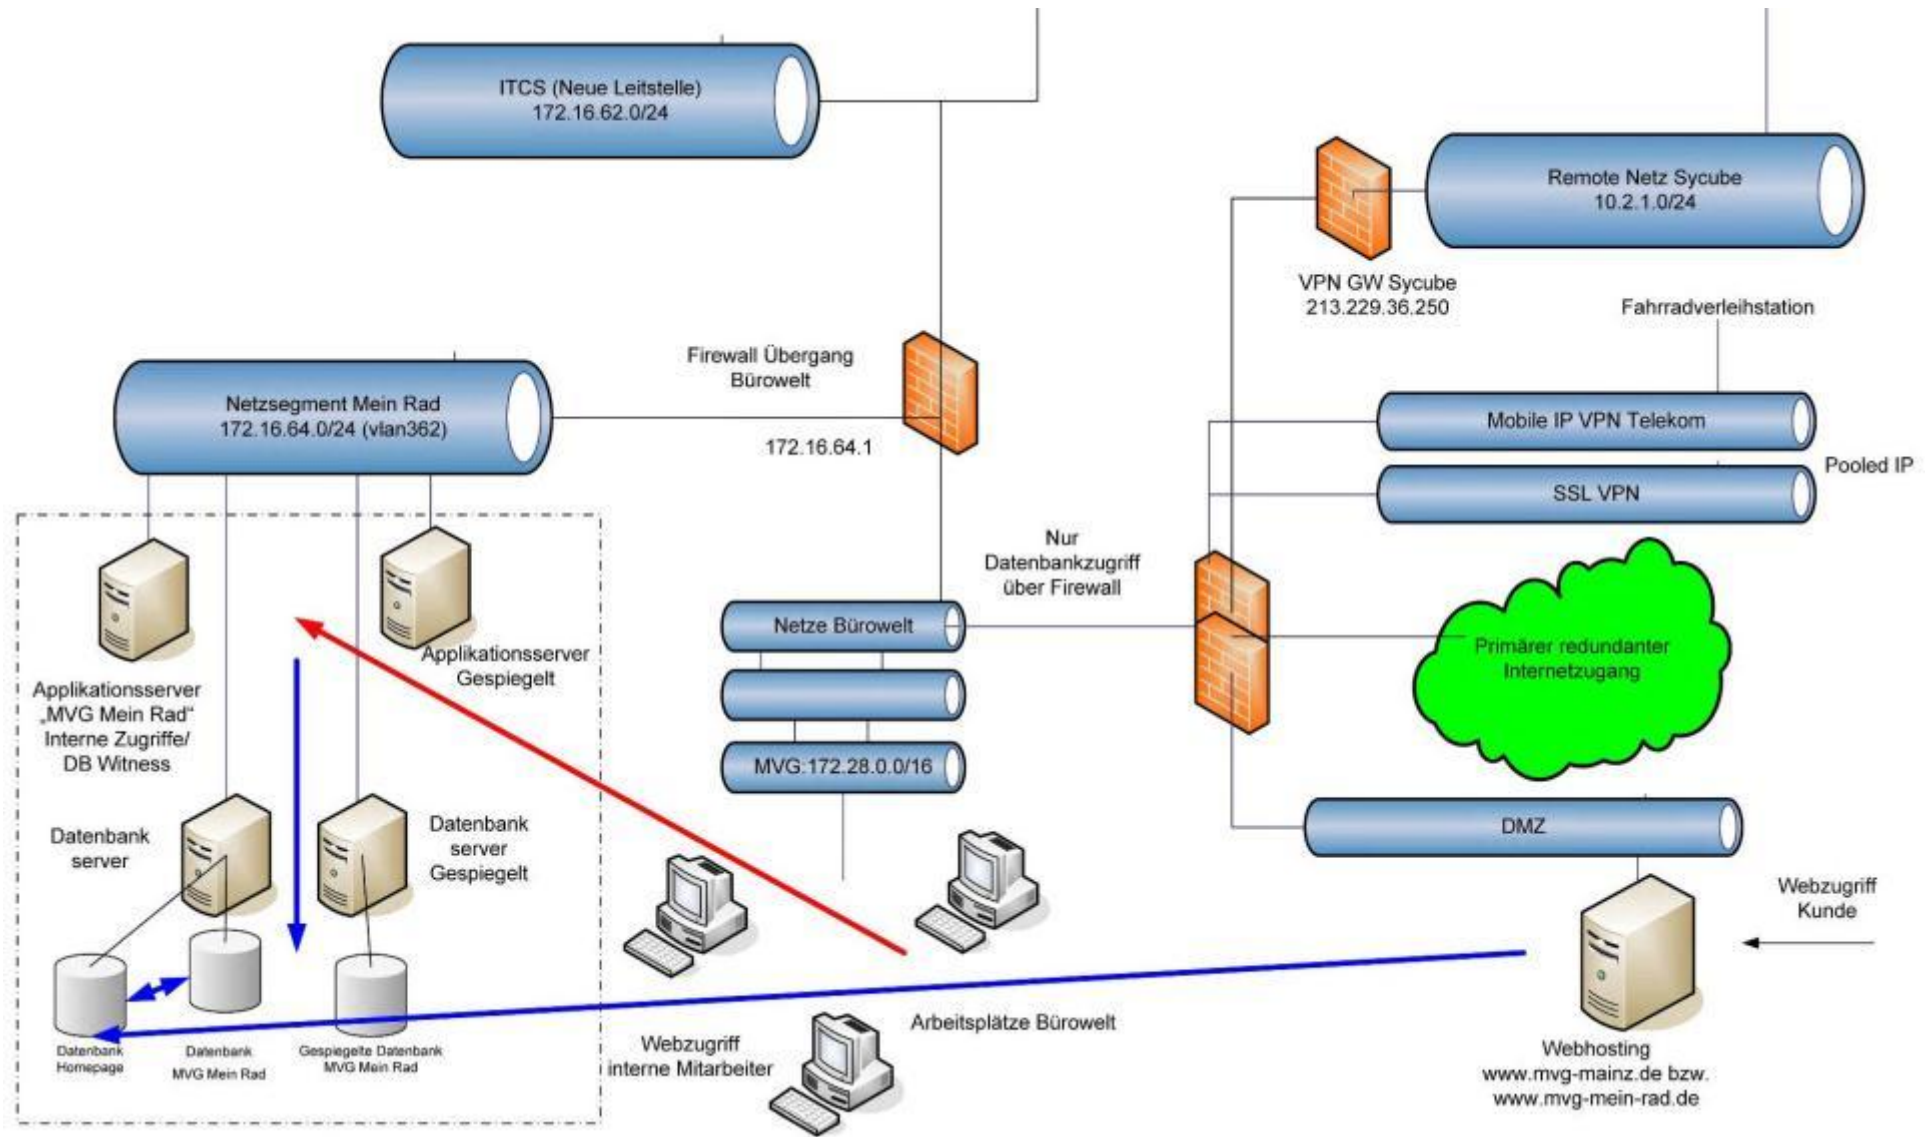 ITCS (Neue Leitstelle)
172.16.62.0/24
Remote Netz Sycube
10.2.1.0/24
VPN GW Sycube
213.229.36.250
Fahrradverleihstation
Firewall Übergang
Bürowelt
172.16.64.1
Netzsegment Mein Rad
172.16.64.0/24 (vlan362)
Mobile IP VPN Telekom
Pooled IP
SSL VPN
Nur
Datenbankzugriff
über Firewall
Netze Bürowelt
MVG:172.28.0.0/16
Primärer redundanter
Internetzugang
Applikationsserver
Gespiegelt
Applikationsserver
„MVG Mein Rad“
Interne Zugriffe/
DB Witness
Datenbank
server
Datenbank
server
Gespiegelt
DMZ
Webzugriff
Kunde
Datenbank
Homepage
Datenbank
MVG Mein Rad
Gespiegelte Datenbank
MVG Mein Rad
Webzugriff
interne Mitarbeiter
Arbeitsplätze Bürowelt
Webhosting
www.mvg-mainz.de bzw.
www.mvg-mein-rad.de